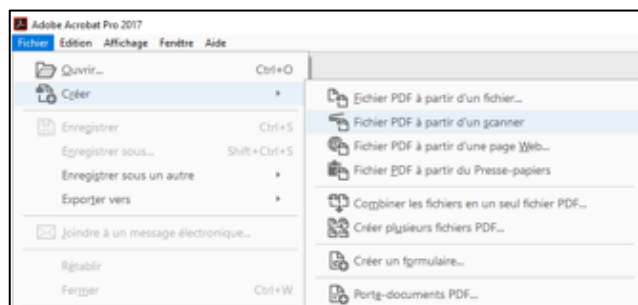 Adobe Acrobat Pro 2017
Fichier Edition Affichage Fenêtre Aide
Ouvrir... Ctrl+O
Créer
Fichier PDF à partir d'un fichier...
Enregistrer Ctrl+S
Fichier PDF à partir d'un scanner
Enregistrer sous... Shift+Ctrl+S
Fichier PDF à partir d'une page Web...
Enregistrer sous un autre
Fichier PDF à partir du Presse-papiers
Exporter vers
Combiner les fichiers en un seul fichier PDF...
Joindre à un message électronique...
Créer plusieurs fichiers PDF...
Rétablir
Créer un formulaire...
Fermer Ctrl+W
Porte-documents PDF...